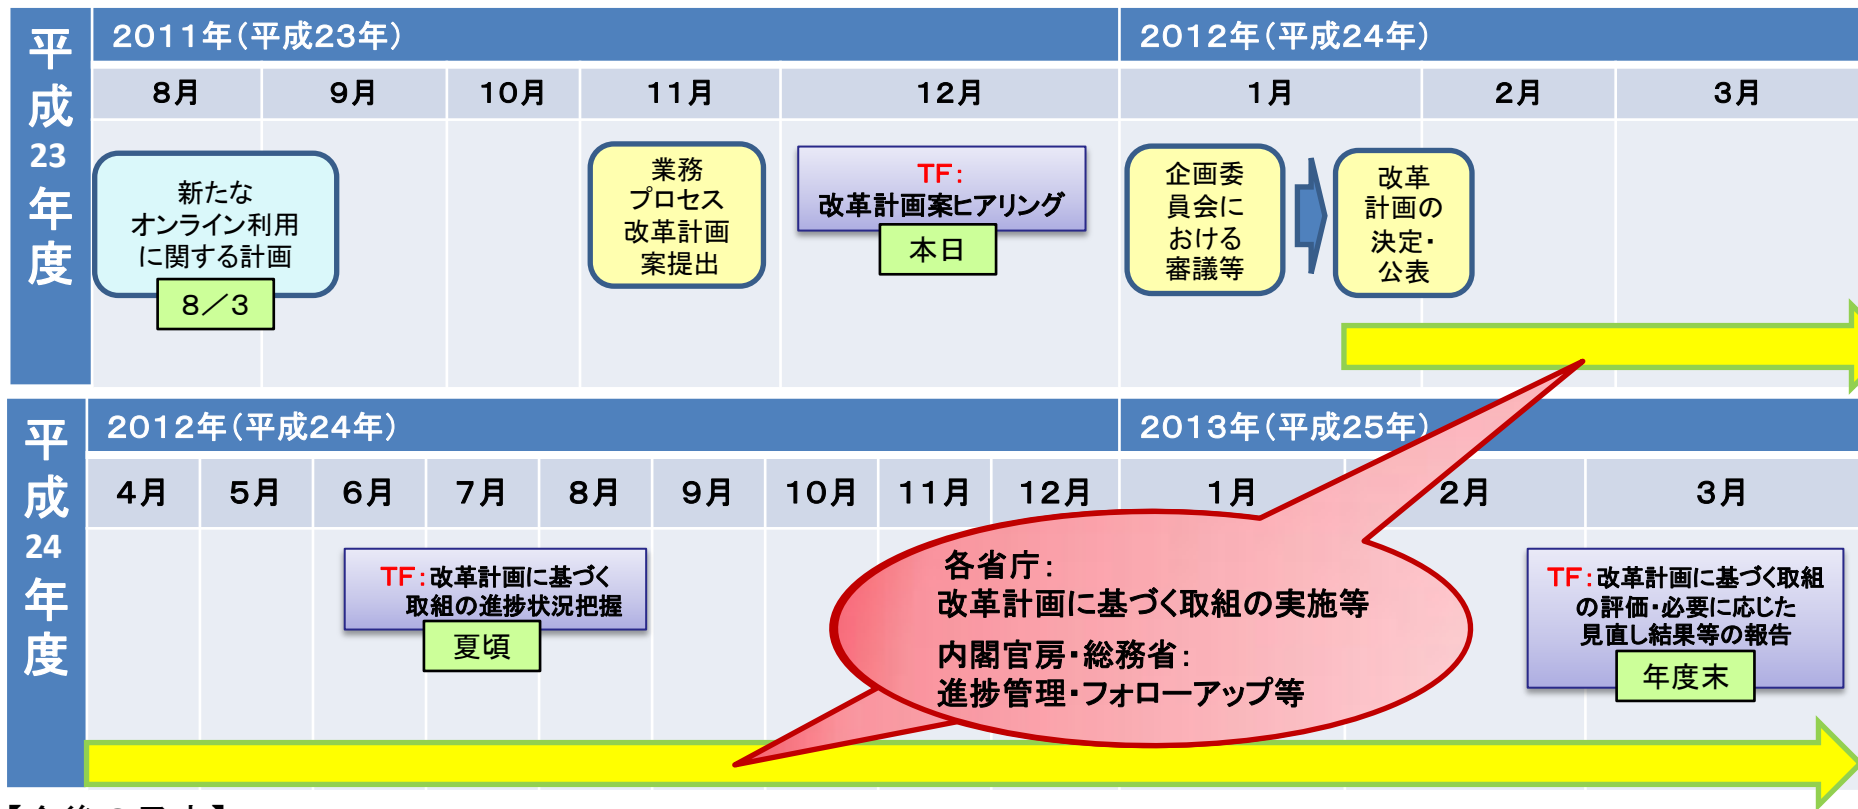 平成23年度
2011年(平成23年)
2012年(平成24年)
8月
9月
10月
11月
12月
1月
2月
3月
新たな
オンライン利用
に関する計画
8/3
業務
プロセス
改革計画
案提出
TF:
改革計画案ヒアリング
本日
企画委
員会に
おける
審議等
改革
計画の
決定・
公表
平成24年度
2012年(平成24年)
2013年(平成25年)
4月
5月
6月
7月
8月
9月
10月
11月
12月
1月
2月
3月
TF:改革計画に基づく
取組の進捗状況把握
夏頃
各省庁:
改革計画に基づく取組の実施等
内閣官房・総務省:
進捗管理・フォローアップ等
TF:改革計画に基づく取組
の評価・必要に応じた
見直し結果等の報告
年度末